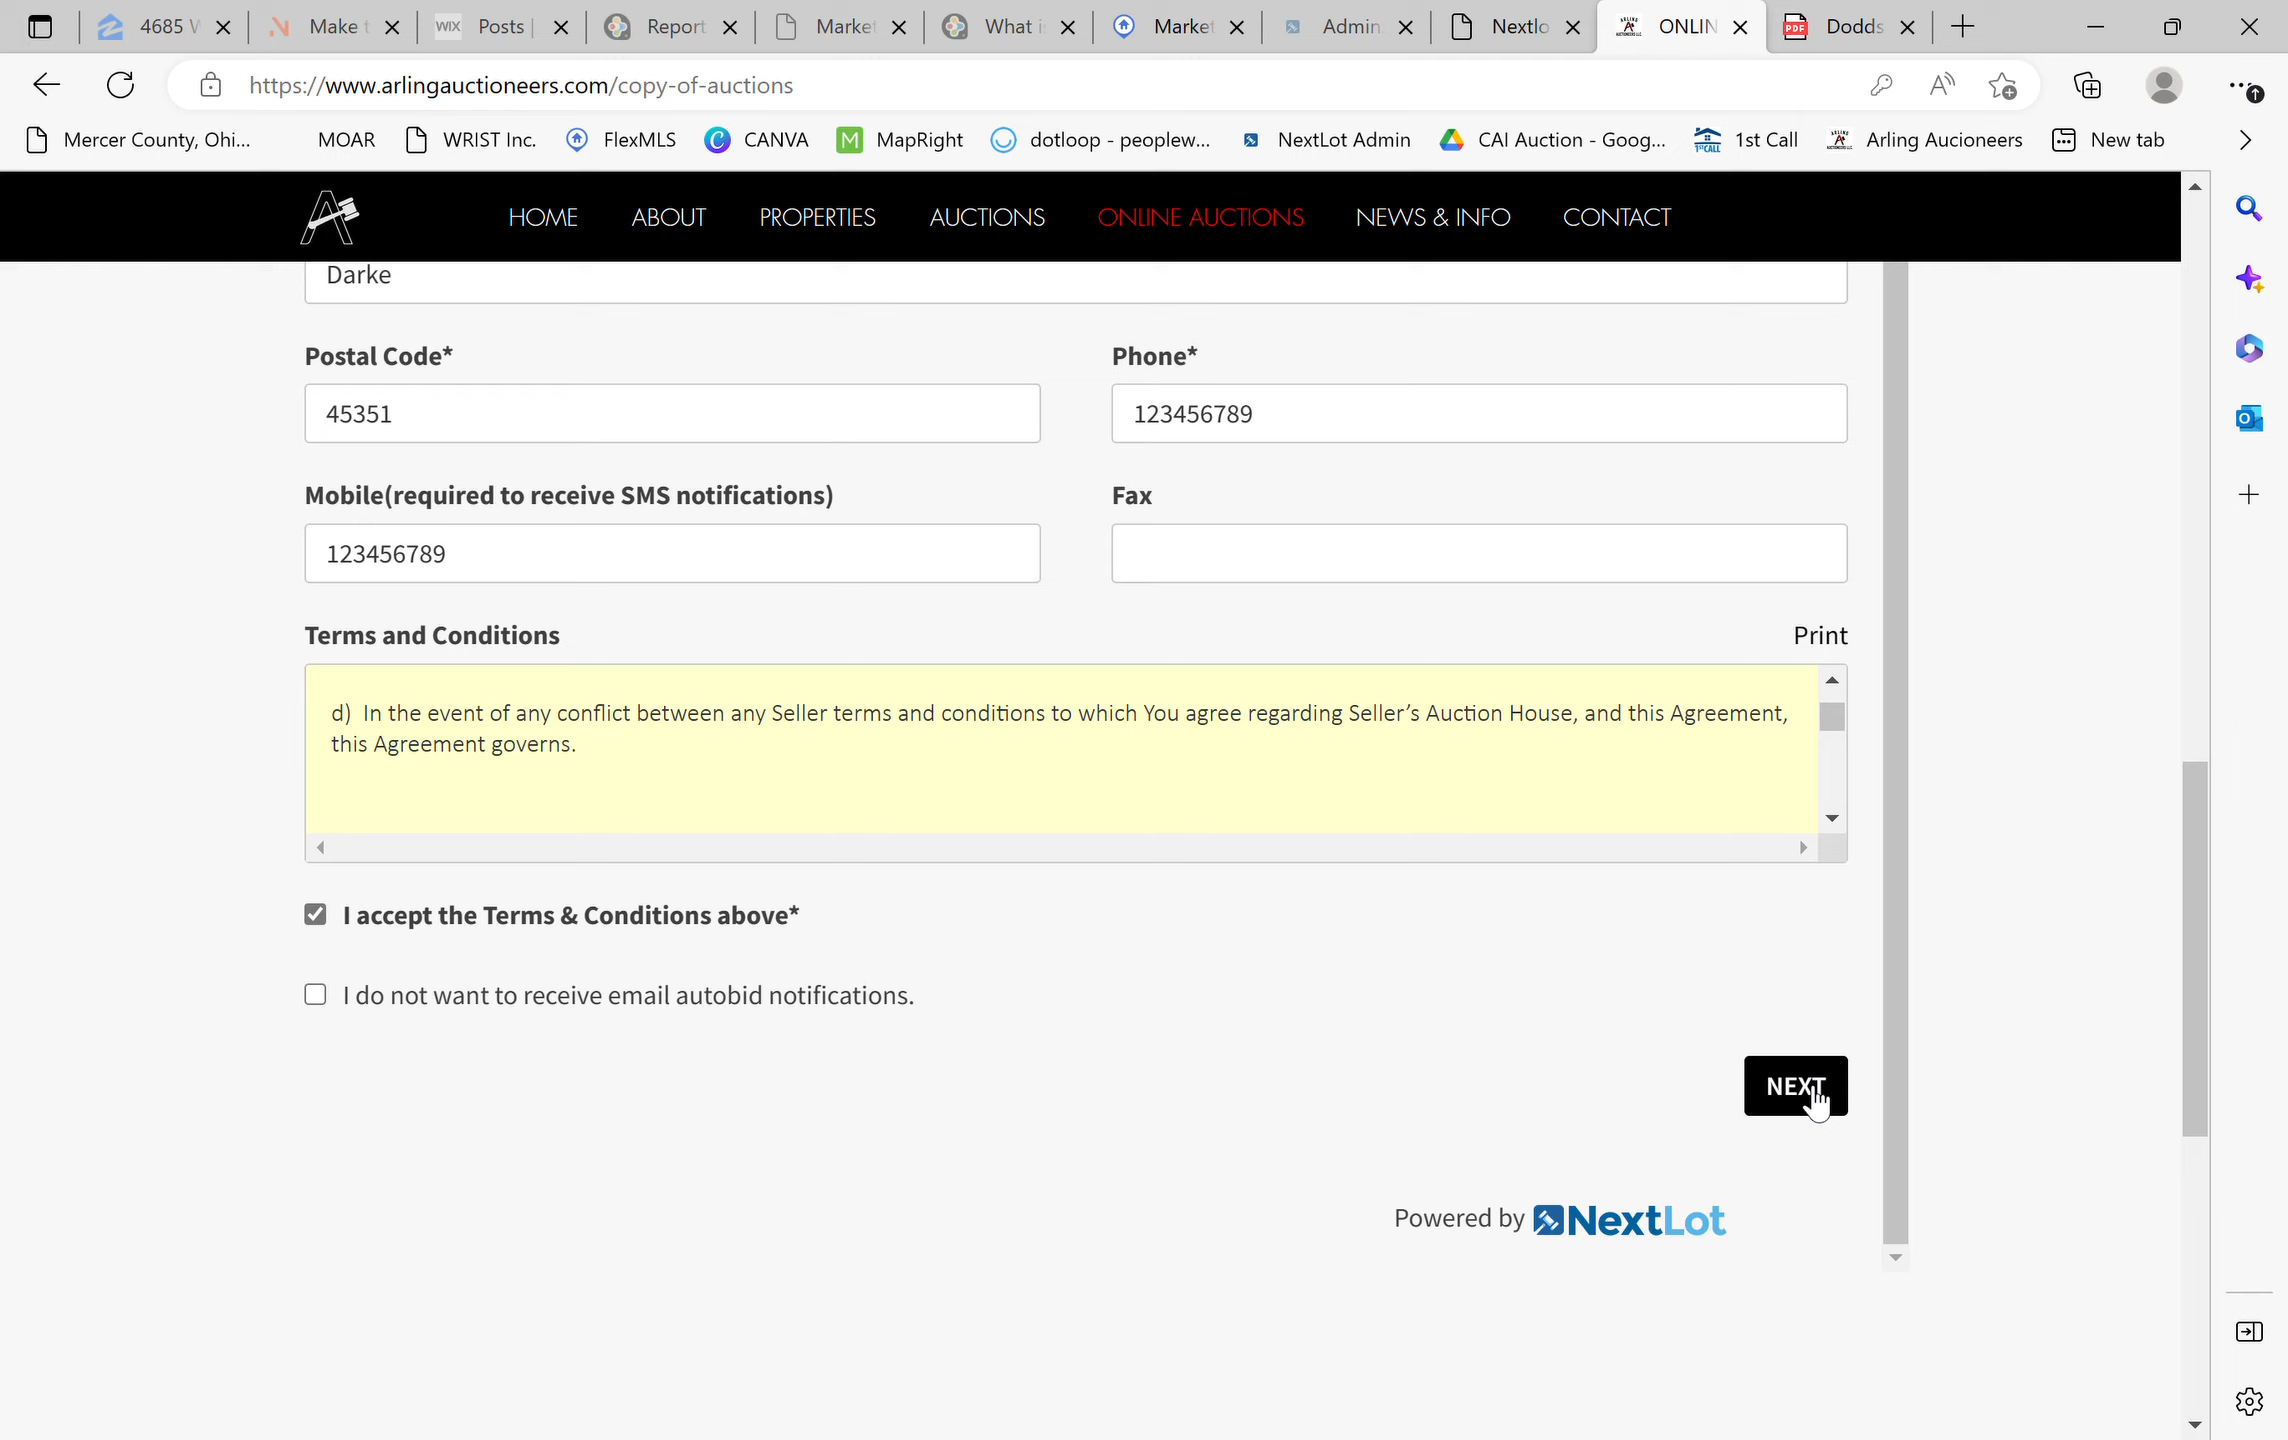 4685 W
Make t
WIX Posts
Report
Market
What i
Market
Admin
Nextlo
ONLIN
PDF Dodds
https://www.arlingauctioneers.com/copy-of-auctions
Mercer County, Ohi...
MOAR
WRIST Inc.
FlexMLS
CANVA
M MapRight
dotloop - peoplew...
NextLot Admin
CAI Auction - Goog...
1st Call
Arling Aucioneers
New tab
HOME
ABOUT
PROPERTIES
AUCTIONS
ONLINE AUCTIONS
NEWS & INFO
CONTACT
Darke
Postal Code*
Phone*
45351
123456789
Mobile(required to receive SMS notifications)
Fax
123456789
Terms and Conditions
Print
d) In the event of any conflict between any Seller terms and conditions to which You agree regarding Seller's Auction House, and this Agreement,
this Agreement governs.
I accept the Terms & Conditions above*
I do not want to receive email autobid notifications.
NEXT
Powered by NextLot